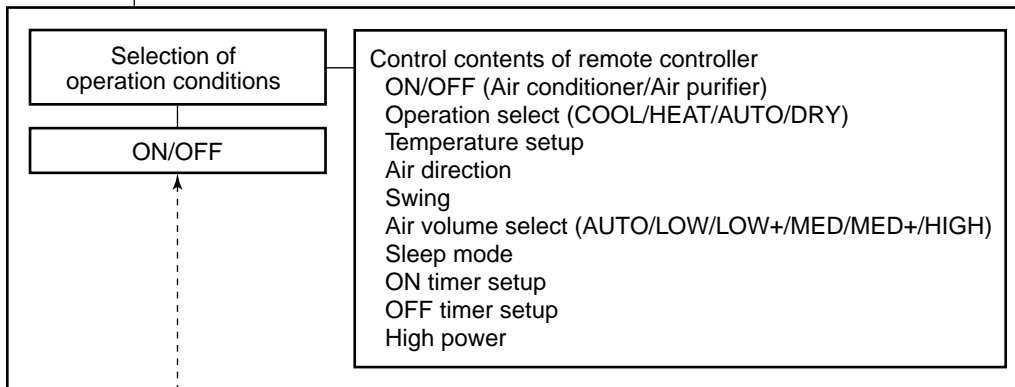 Selection of
operation conditions
ON/OFF
Control contents of remote controller
ON/OFF (Air conditioner/Air purifier)
Operation select (COOL/HEAT/AUTO/DRY)
Temperature setup
Air direction
Swing
Air volume select (AUTO/LOW/LOW+/MED/MED+/HIGH)
Sleep mode
ON timer setup
OFF timer setup
High power